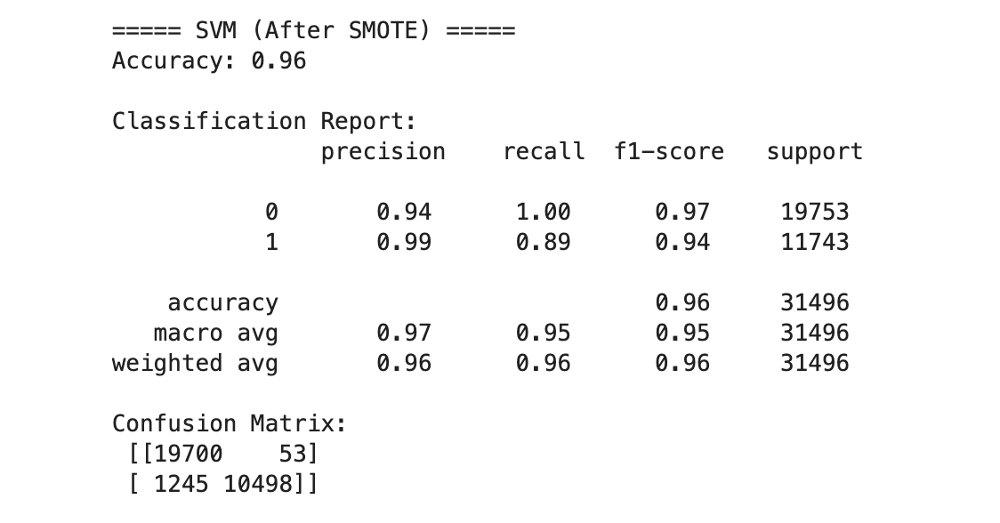 ===== SVM (After SMOTE) =====
Accuracy: 0.96
Classification Report:
precision recall f1-score support
0 0.94 1.00 0.97 19753
1 0.99 0.89 0.94 11743
accuracy 0.96 31496
macro avg 0.97 0.95 0.95 31496
weighted avg 0.96 0.96 0.96 31496
Confusion Matrix:
[[19700 53]
[ 1245 10498]]